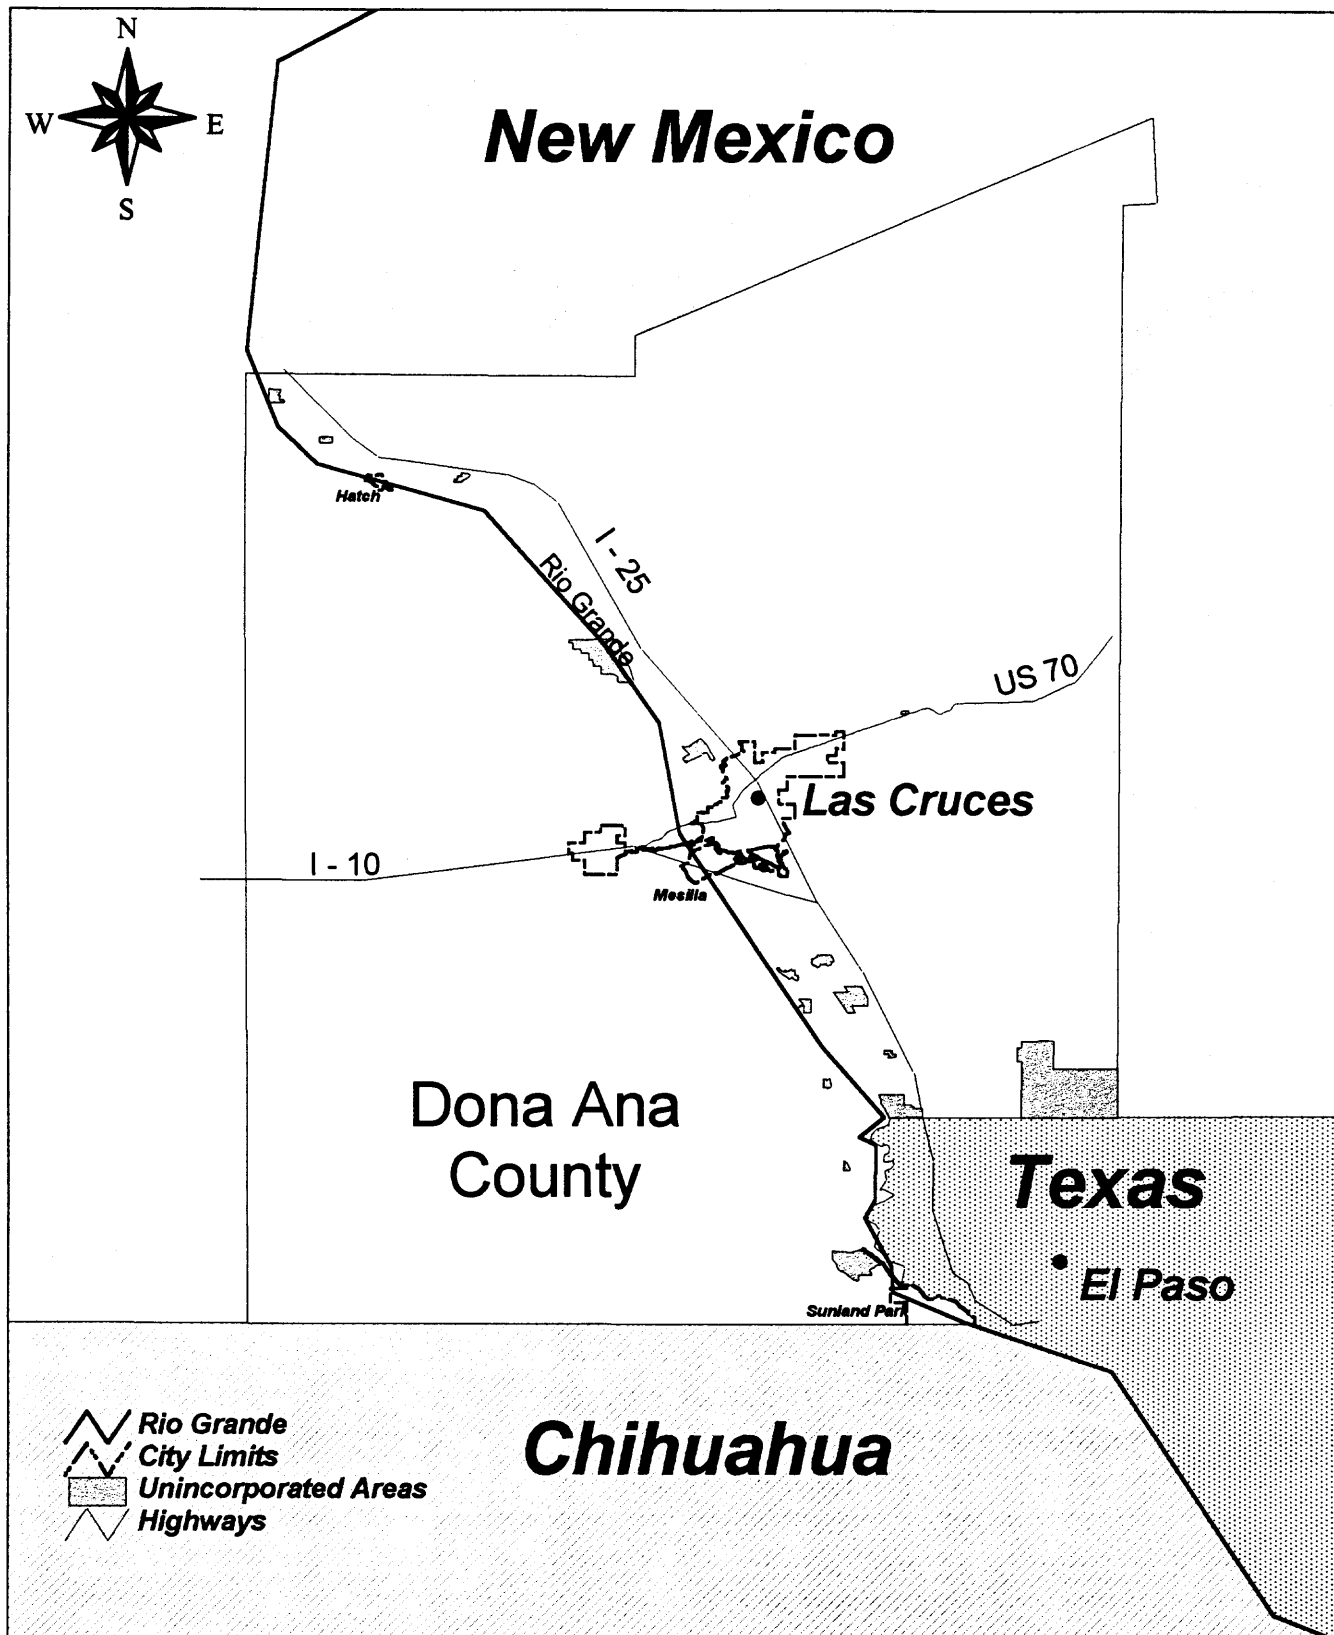 N
W E
S
New Mexico
Hatch
I - 25
Rio Grande
US 70
Las Cruces
I - 10
Mesilla
Dona Ana
County
Texas
El Paso
Sunland Park
Chihuahua
Rio Grande
City Limits
Unincorporated Areas
Highways